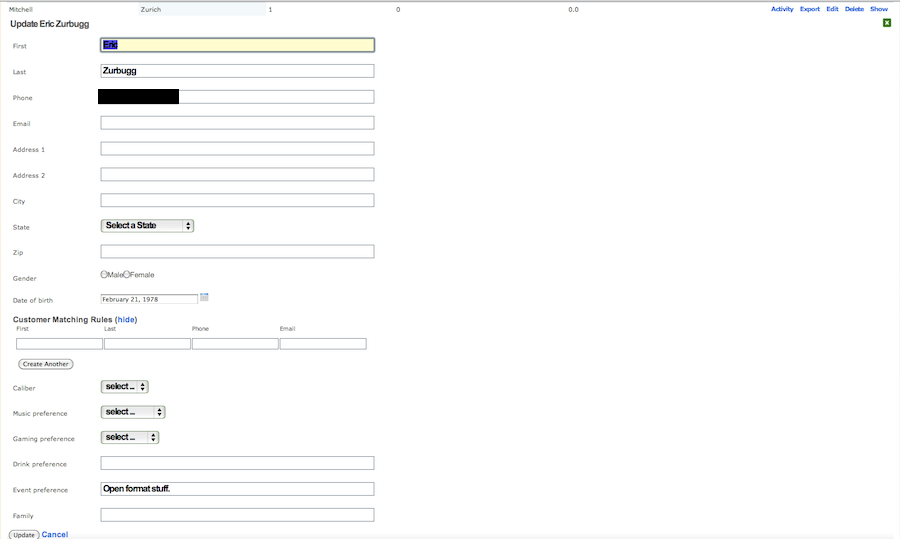 Mitchell Zurich 1 0 0.0 Activity Export Edit Delete Show
Update Eric Zurbugg
First Eric
Last Zurbugg
Phone
Email
Address 1
Address 2
City
State Select a State
Zip
Gender Male Female
Date of birth February 21, 1978
Customer Matching Rules (hide)
First Last Phone Email
Create Another
Caliber select ...
Music preference select ...
Gaming preference select ...
Drink preference
Event preference Open format stuff.
Family
Update Cancel